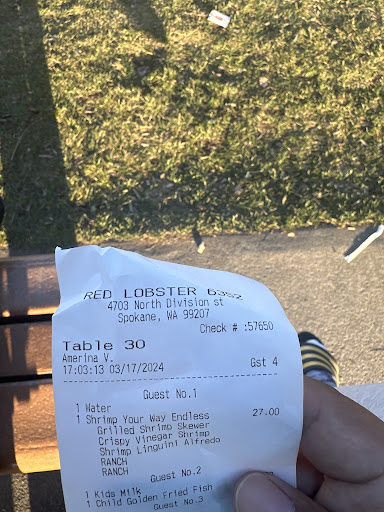 RED LOBSTER 6352
4703 North Division st
Spokane, WA 99207
Check # :57650
Table 30
Amerina V.
17:03:13 03/17/2024 Gst 4
Guest No.1
1 Water
1 Shrimp Your Way Endless 27.00
Grilled Shrimp Skewer
Crispy Vinegar Shrimp
Shrimp Linguini Alfredo
RANCH
RANCH
Guest No.2
1 Kids Milk
1 Child Golden Fried Fish
Guest No.3